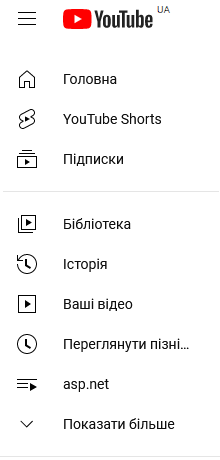 YouTube UA
Головна
YouTube Shorts
Підписки
Бібліотека
Історія
Ваші відео
Переглянути пізні...
asp.net
Показати більше